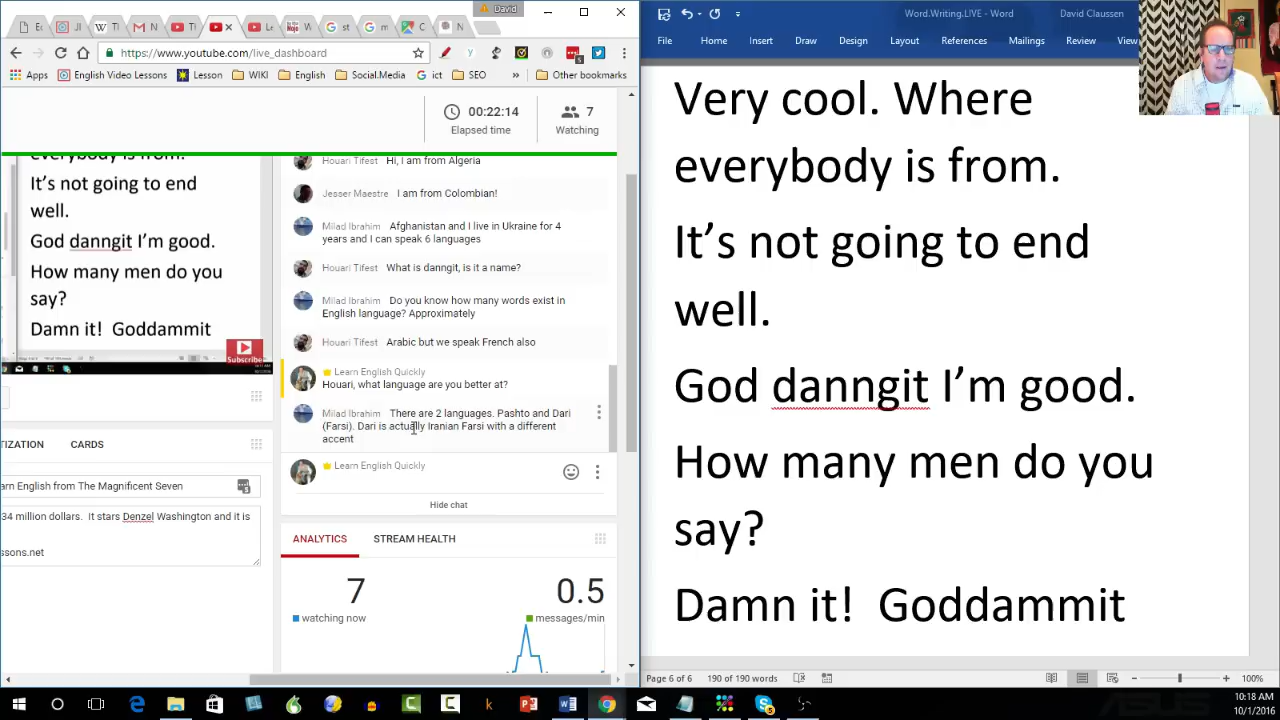 David
Word.Writing.LIVE - Word
David Claussen
https://www.youtube.com/live_dashboard
File Home Insert Draw Design Layout References Mailings Review View
Apps English Video Lessons Lesson WIKI English Social.Media ict SEO » Other bookmarks
00:22:14
Elapsed time
7
Watching
everybody is from.
It's not going to end
well.
God danngit I'm good.
How many men do you
say?
Damn it! Goddammit
Subscribe
Houari Tifest Hi, I am from Algeria
Jesser Maestre I am from Colombian!
Milad Ibrahim Afghanistan and I live in Ukraine for 4
years and I can speak 6 languages
Houari Tifest What is danngit, is it a name?
Milad Ibrahim Do you know how many words exist in
English language? Approximately
Houari Tifest Arabic but we speak French also
Learn English Quickly
Houari, what language are you better at?
Milad Ibrahim There are 2 languages. Pashto and Dari
(Farsi). Dari is actually Iranian Farsi with a different
accent
Learn English Quickly
Hide chat
TIZATION CARDS
arn English from The Magnificent Seven
34 million dollars. It stars Denzel Washington and it is
ssons.net
ANALYTICS STREAM HEALTH
7
watching now
0.5
messages/min
Very cool. Where
everybody is from.
It's not going to end
well.
God danngit I'm good.
How many men do you
say?
Damn it! Goddammit
Page 6 of 6 190 of 190 words
100%
10:18 AM
10/1/2016